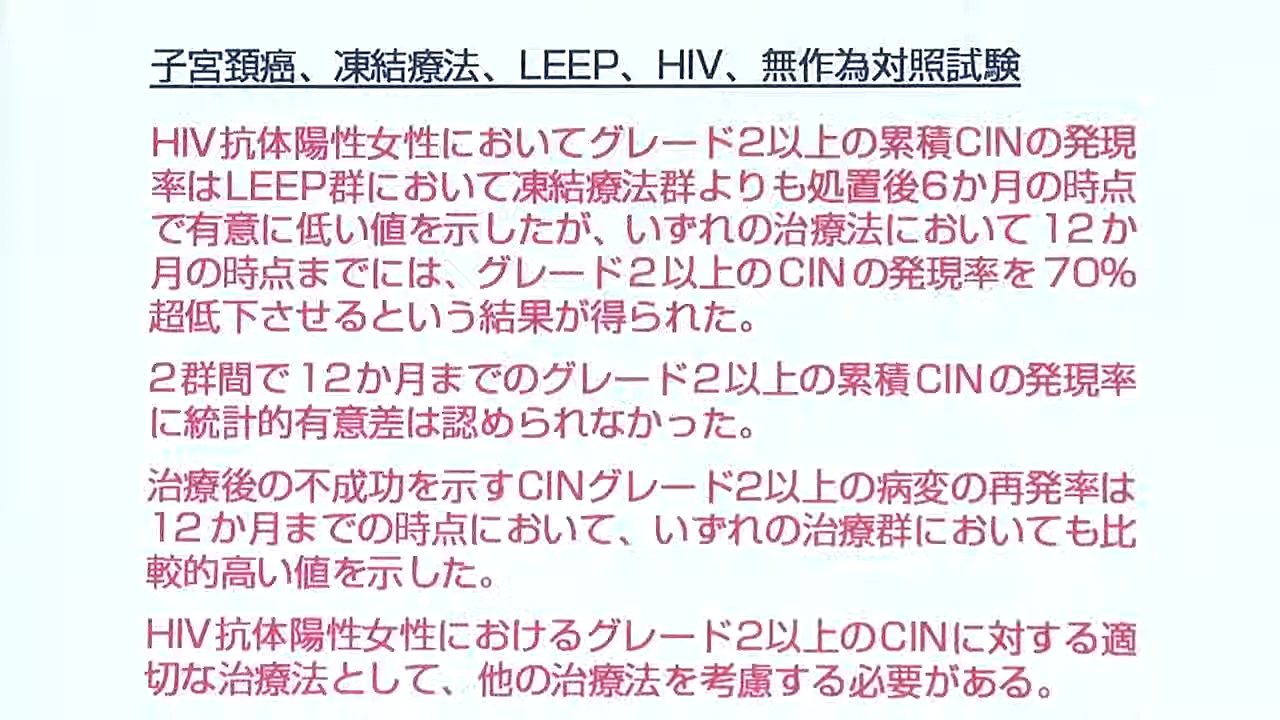 子宮頚癌、凍結療法、LEEP、HIV、無作為対照試験
HIV抗体陽性女性においてグレード2以上の累積CINの発現
率はLEEP群において凍結療法群よりも処置後6か月の時点
で有意に低い値を示したが、いずれの治療法において12か
月の時点までには、グレード2以上のCINの発現率を70%
超低下させるという結果が得られた。
2群間で12か月までのグレード2以上の累積CINの発現率
に統計的有意差は認められなかった。
治療後の不成功を示すCINグレード2以上の病変の再発率は
12か月までの時点において、いずれの治療群においても比
較的高い値を示した。
HIV抗体陽性女性におけるグレード2以上のCINに対する適
切な治療法として、他の治療法を考慮する必要がある。